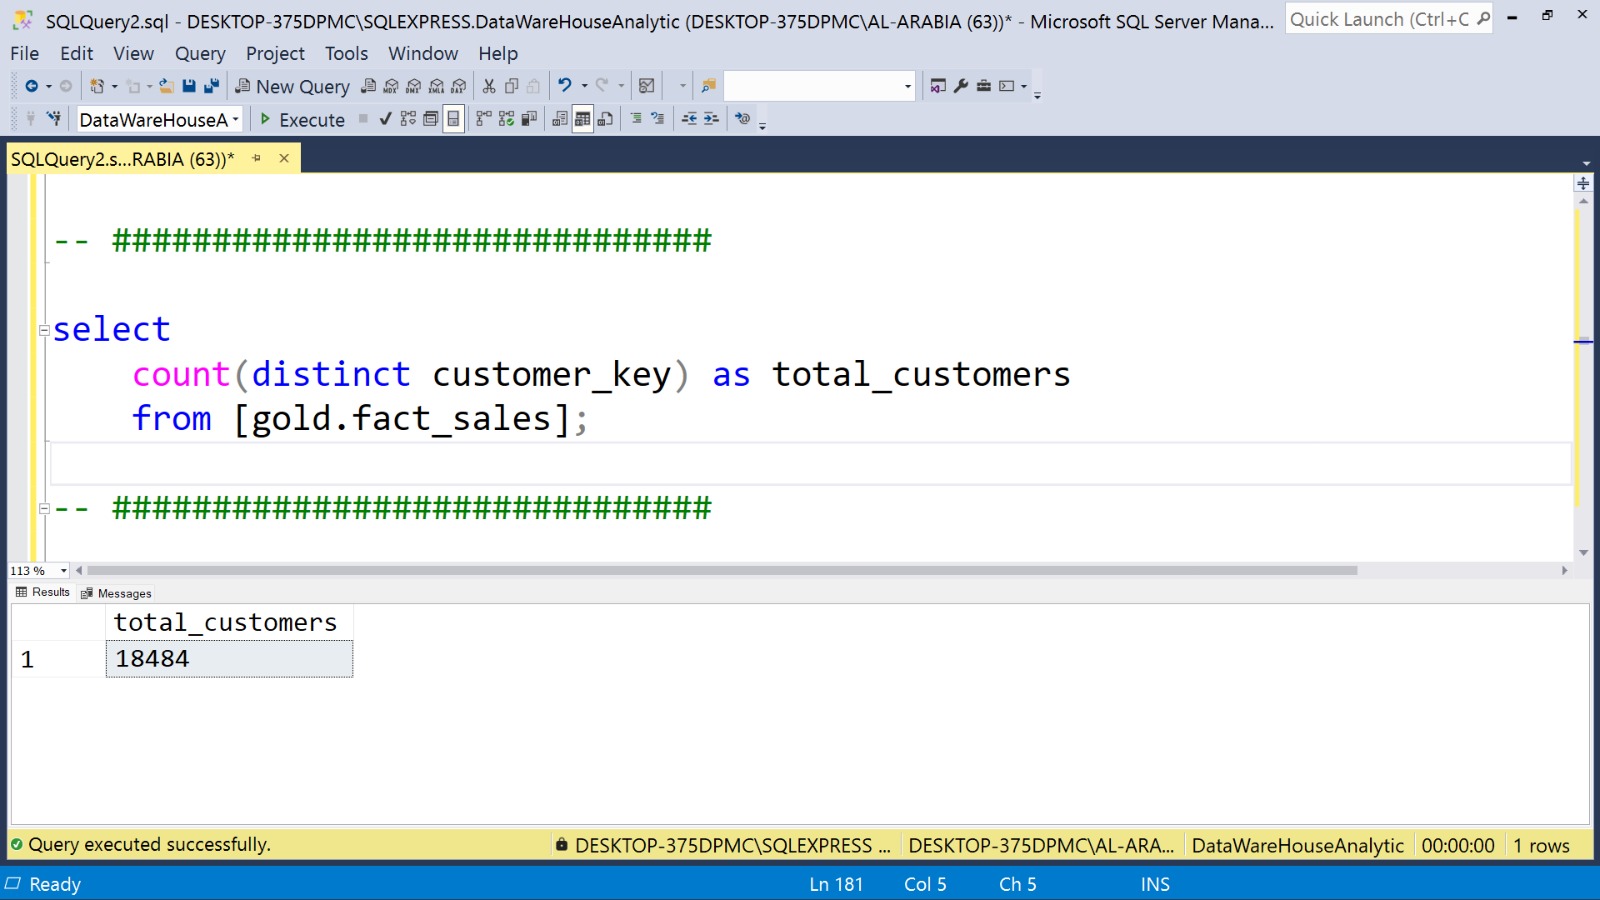 SQLQuery2.sql - DESKTOP-375DPMC\SQLEXPRESS.DataWareHouseAnalytic (DESKTOP-375DPMC\AL-ARABIA (63))* - Microsoft SQL Server Mana...
Quick Launch (Ctrl+C
File Edit View Query Project Tools Window Help
New Query
DataWareHouseA
Execute
SQLQuery2.s...RABIA (63))*
-- ##############################
select
count(distinct customer_key) as total_customers
from [gold.fact_sales];
-- ##############################
113 %
Results Messages
total_customers
1 18484
Query executed successfully.
DESKTOP-375DPMC\SQLEXPRESS ...
DESKTOP-375DPMC\AL-ARA...
DataWareHouseAnalytic
00:00:00
1 rows
Ready
Ln 181
Col 5
Ch 5
INS